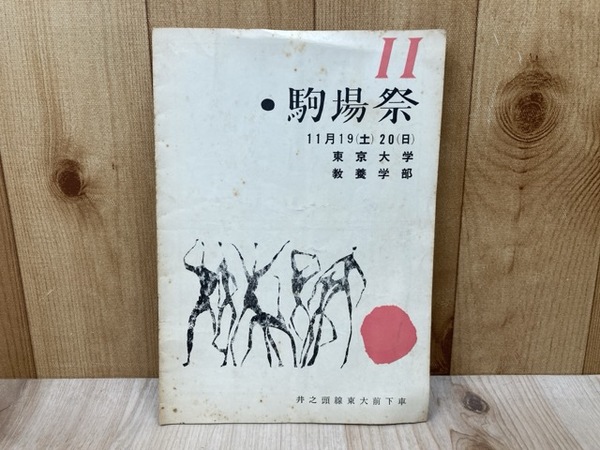 11
・駒場祭
11月19(土)20(日)
東京大学
教養学部
井之頭線東大前下車